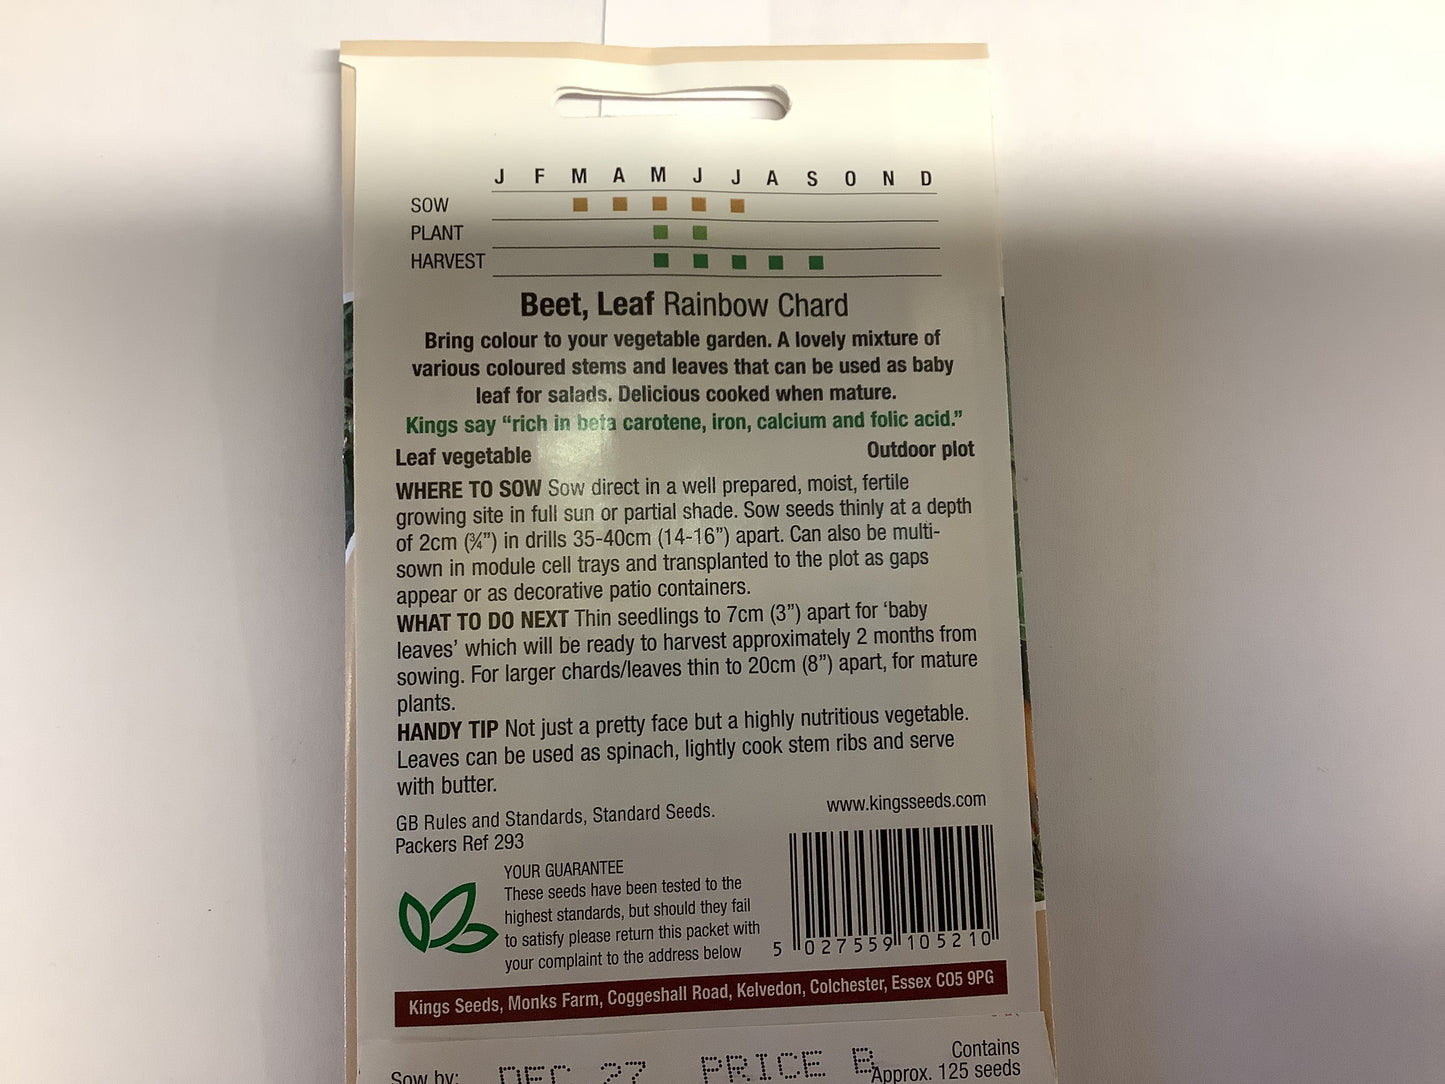 J F M A M J J A S O N D
SOW
PLANT
HARVEST
Beet, Leaf Rainbow Chard
Bring colour to your vegetable garden. A lovely mixture of
various coloured stems and leaves that can be used as baby
leaf for salads. Delicious cooked when mature.
Kings say “rich in beta carotene, iron, calcium and folic acid.”
Leaf vegetable Outdoor plot
WHERE TO SOW Sow direct in a well prepared, moist, fertile
growing site in full sun or partial shade. Sow seeds thinly at a depth
of 2cm (¾”) in drills 35-40cm (14-16”) apart. Can also be multi-
sown in module cell trays and transplanted to the plot as gaps
appear or as decorative patio containers.
WHAT TO DO NEXT Thin seedlings to 7cm (3”) apart for ‘baby
leaves’ which will be ready to harvest approximately 2 months from
sowing. For larger chards/leaves thin to 20cm (8”) apart, for mature
plants.
HANDY TIP Not just a pretty face but a highly nutritious vegetable.
Leaves can be used as spinach, lightly cook stem ribs and serve
with butter.
GB Rules and Standards, Standard Seeds.
Packers Ref 293
www.kingsseeds.com
YOUR GUARANTEE
These seeds have been tested to the
highest standards, but should they fail
to satisfy please return this packet with
your complaint to the address below
5 027559 105210
Kings Seeds, Monks Farm, Coggeshall Road, Kelvedon, Colchester, Essex CO5 9PG
Sow by: DEC 27 PRICE B
Contains
Approx. 125 seeds